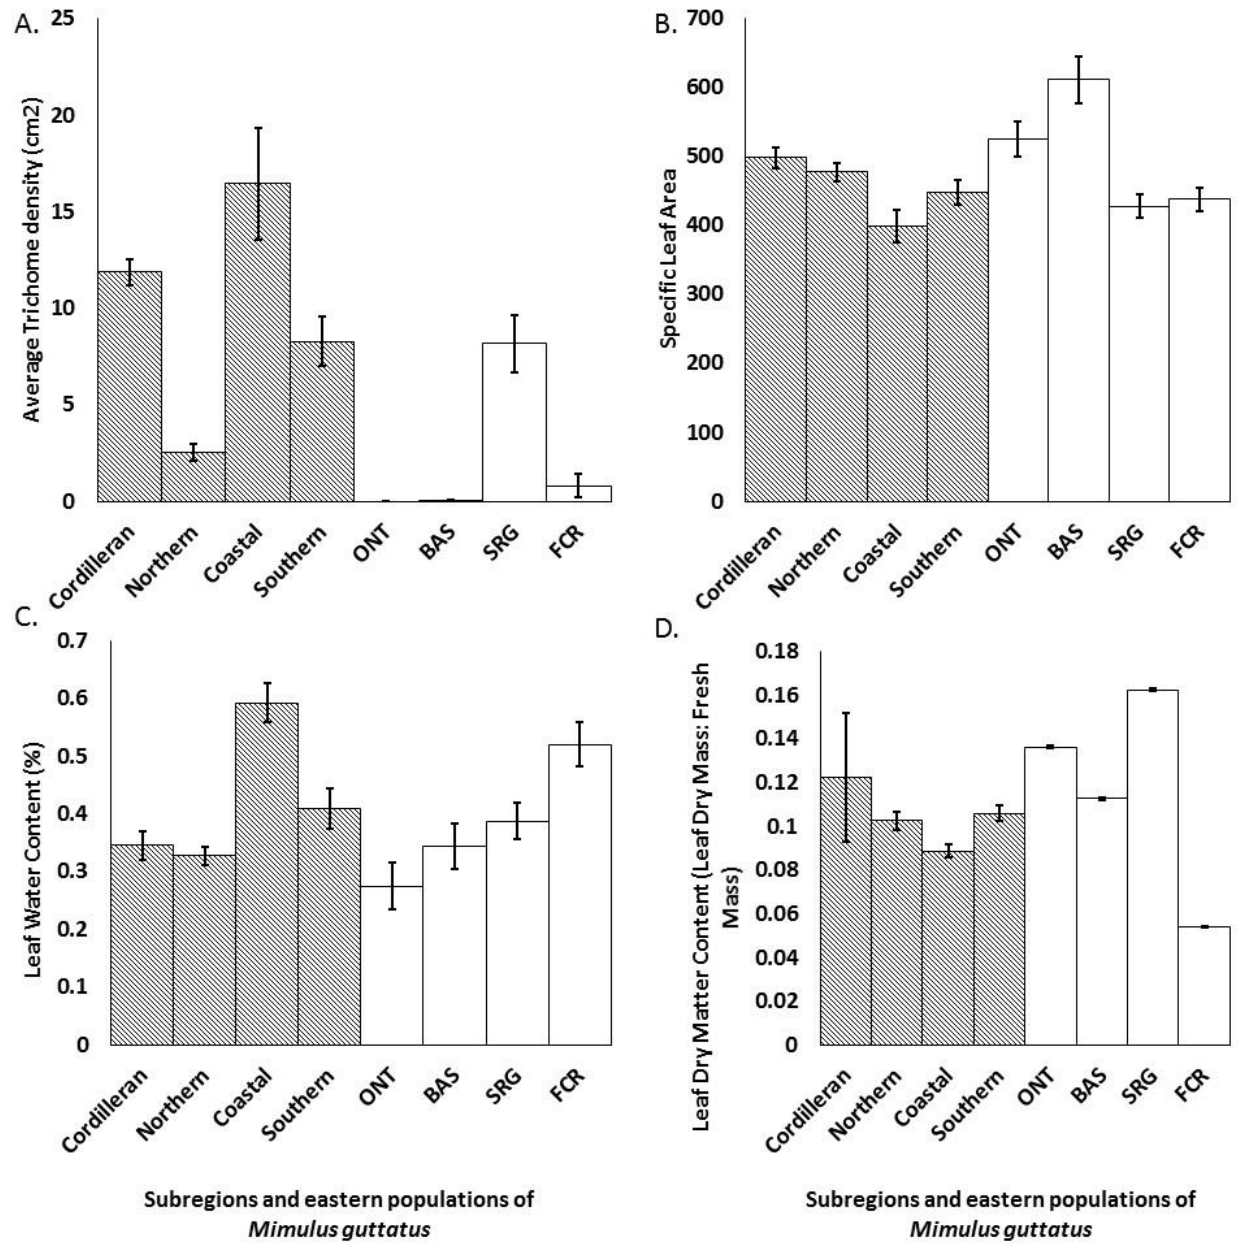 A.
Average Trichome density (cm2)
25
20
15
10
5
0
Cordilleran
Northern
Coastal
Southern
ONT
BAS
SRG
FCR
B.
Specific Leaf Area
700
600
500
400
300
200
100
0
Cordilleran
Northern
Coastal
Southern
ONT
BAS
SRG
FCR
C.
Leaf Water Content (%)
0.7
0.6
0.5
0.4
0.3
0.2
0.1
0
Cordilleran
Northern
Coastal
Southern
ONT
BAS
SRG
FCR
Subregions and eastern populations of
Mimulus guttatus
D.
Leaf Dry Matter Content (Leaf Dry Mass: Fresh
Mass)
0.18
0.16
0.14
0.12
0.1
0.08
0.06
0.04
0.02
0
Cordilleran
Northern
Coastal
Southern
ONT
BAS
SRG
FCR
Subregions and eastern populations of
Mimulus guttatus